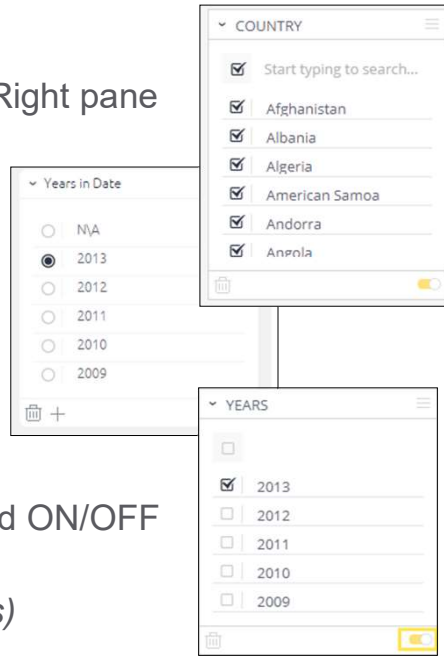 COUNTRY
Start typing to search...
Right pane
Afghanistan
Albania
Algeria
American Samoa
Andorra
Angola
Years in Date
N\A
2013
2012
2011
2010
2009
YEARS
2013
2012
2011
2010
2009
d ON/OFF
s)